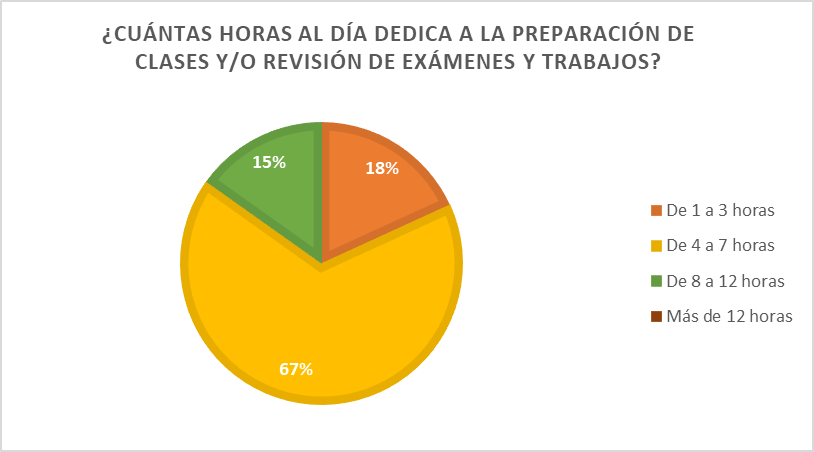 ¿CUÁNTAS HORAS AL DÍA DEDICA A LA PREPARACIÓN DE
CLASES Y/O REVISIÓN DE EXÁMENES Y TRABAJOS?
15%
18%
67%
De 1 a 3 horas
De 4 a 7 horas
De 8 a 12 horas
Más de 12 horas